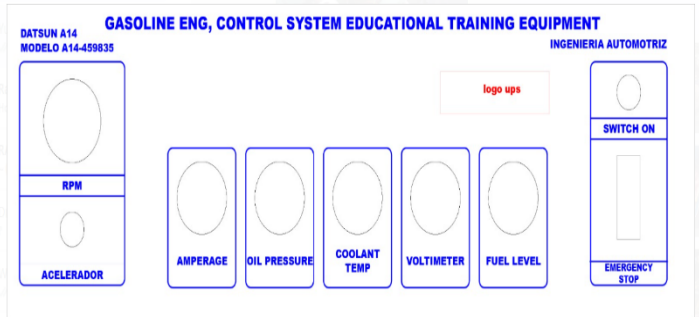 GASOLINE ENG, CONTROL SYSTEM EDUCATIONAL TRAINING EQUIPMENT
DATSUN A14
MODELO A14-459835
INGENIERIA AUTOMOTRIZ
logo ups
SWITCH ON
RPM
AMPERAGE
OIL PRESSURE
COOLANT
TEMP
VOLTIMETER
FUEL LEVEL
ACELERADOR
EMERGENCY
STOP